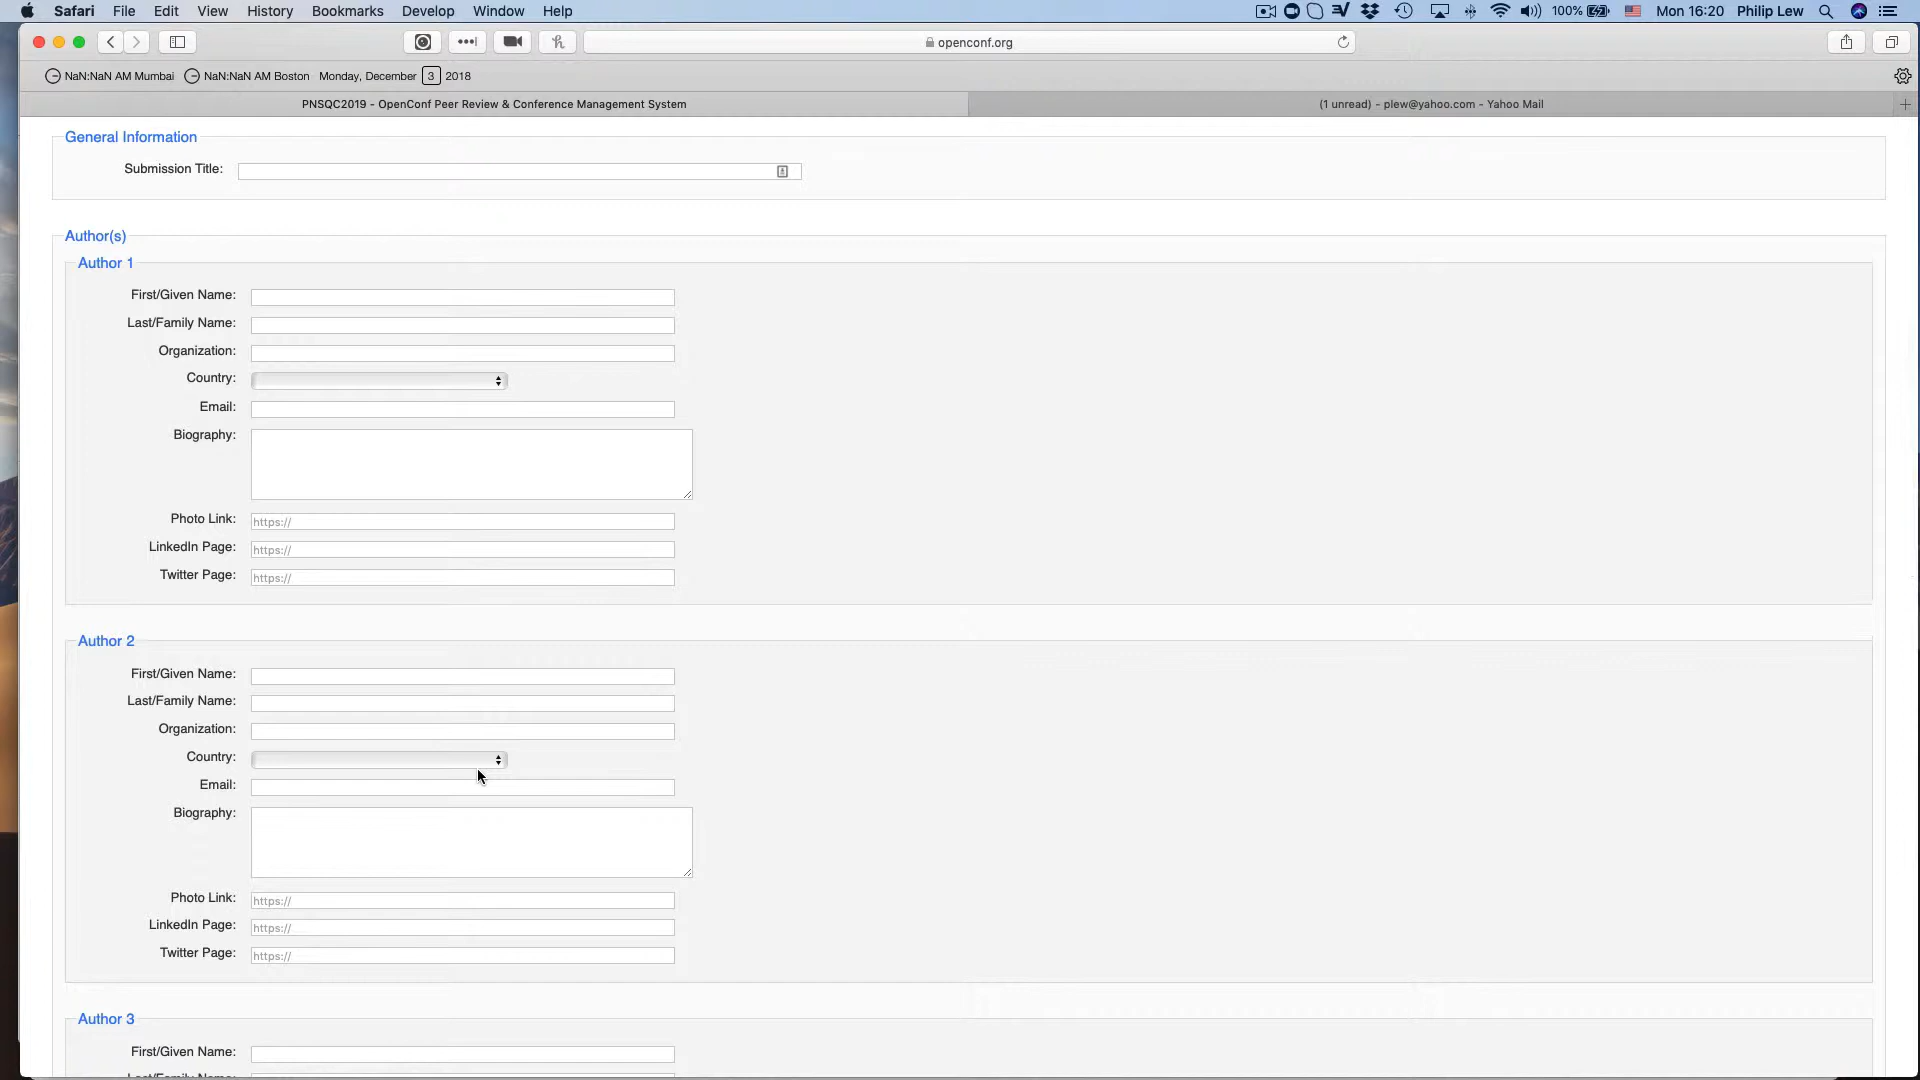 Safari File Edit View History Bookmarks Develop Window Help 100% Mon 16:20 Philip Lew
openconf.org
NaN:NaN AM Mumbai NaN:NaN AM Boston Monday, December 3 2018
PNSQC2019 - OpenConf Peer Review & Conference Management System
(1 unread) - plew@yahoo.com - Yahoo Mail
General Information
Submission Title:
Author(s)
Author 1
First/Given Name:
Last/Family Name:
Organization:
Country:
Email:
Biography:
Photo Link: https://
LinkedIn Page: https://
Twitter Page: https://
Author 2
First/Given Name:
Last/Family Name:
Organization:
Country:
Email:
Biography:
Photo Link: https://
LinkedIn Page: https://
Twitter Page: https://
Author 3
First/Given Name:
Last/Family Name: